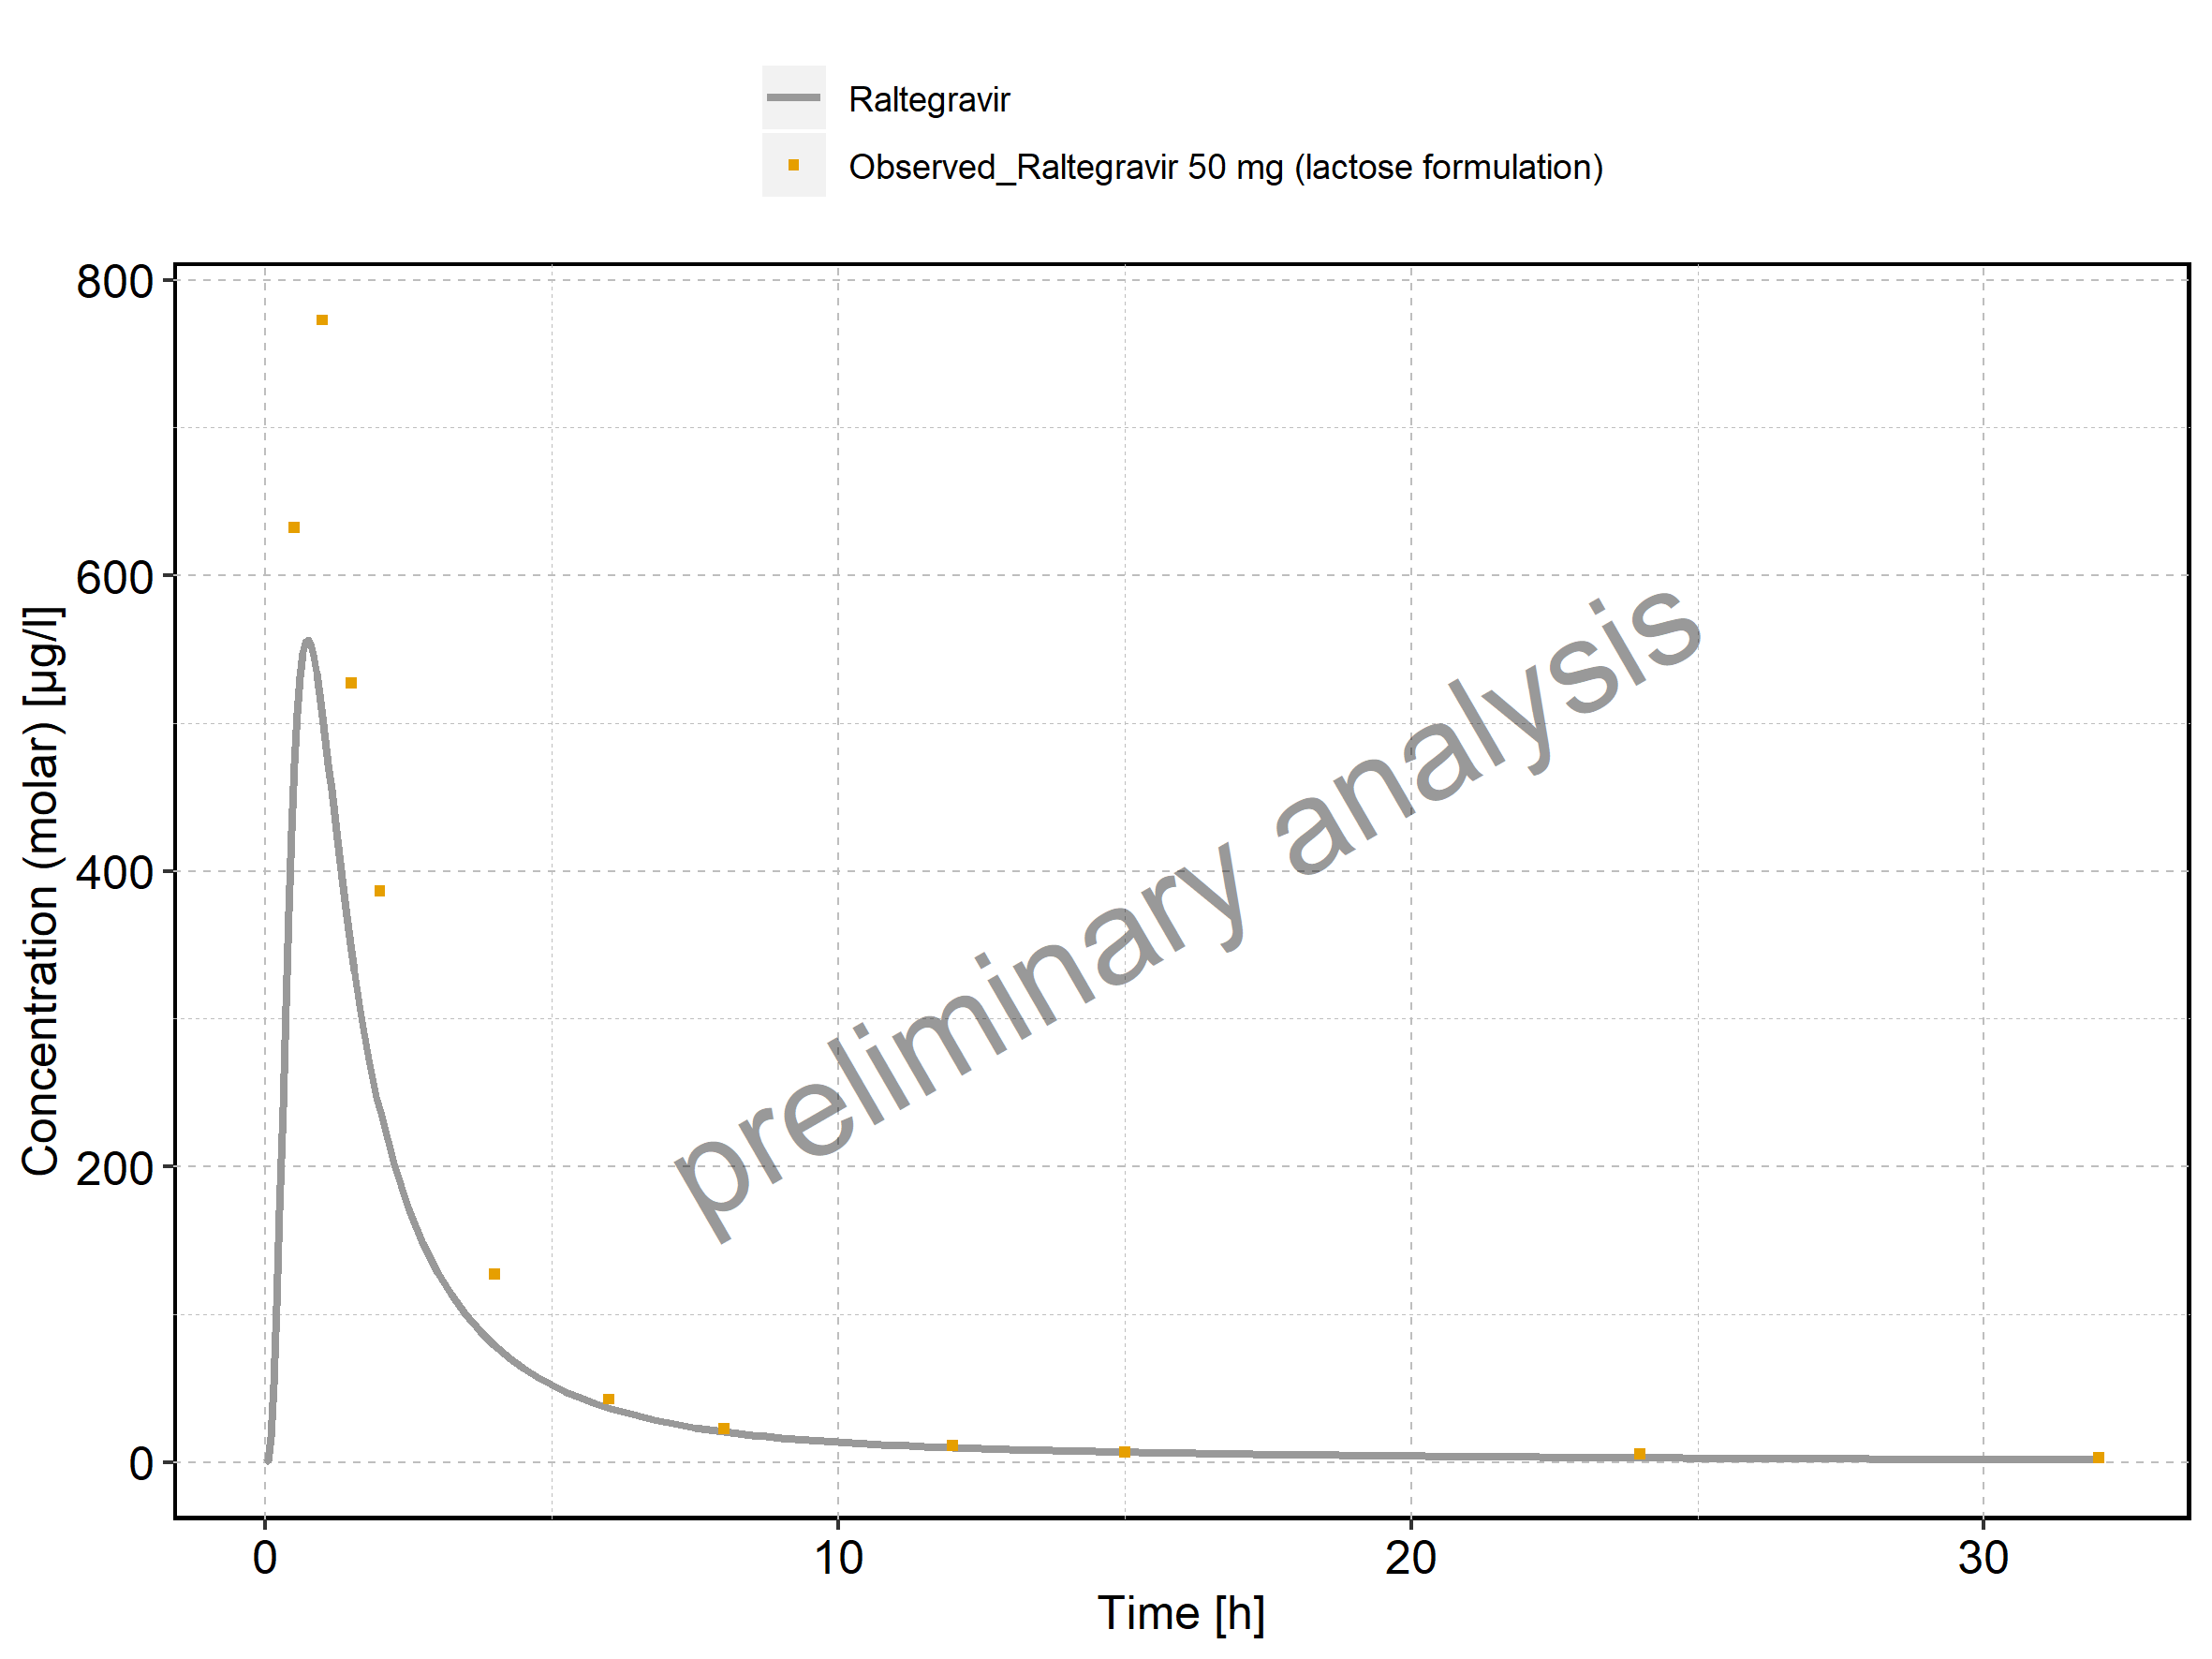 Raltegravir
Observed_Raltegravir 50 mg (lactose formulation)
800
600
400
200
0
Concentration (molar) [µg/l]
preliminary analysis
0 10 20 30
Time [h]